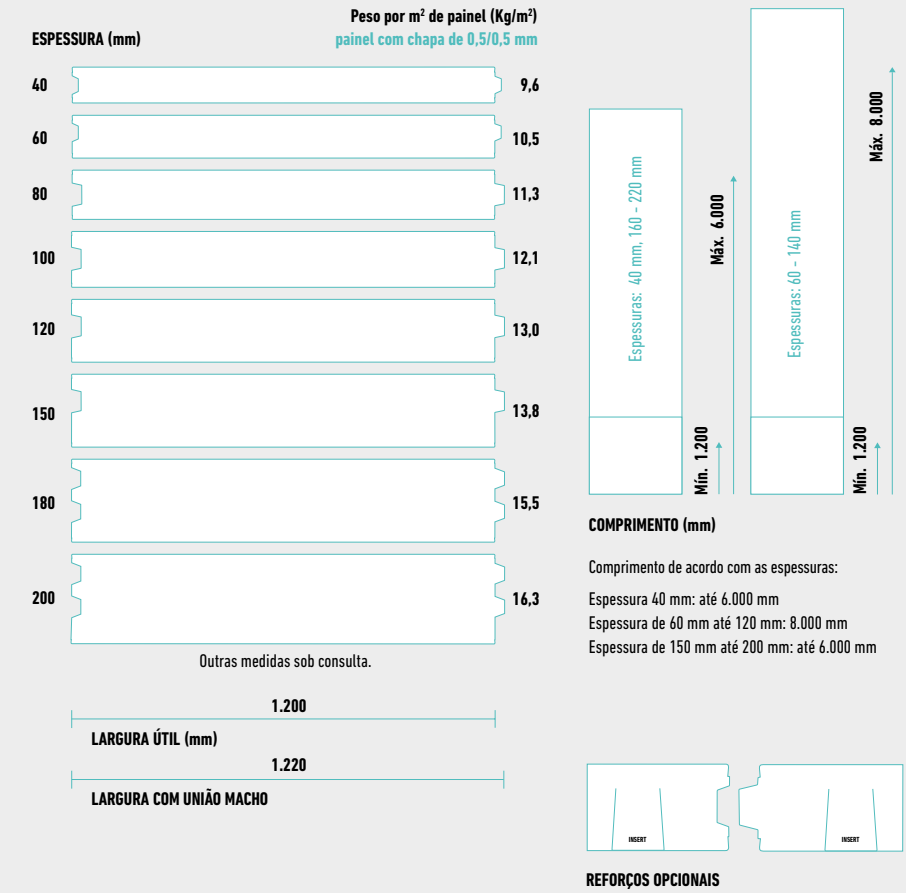 ESPESSURA (mm)
Peso por m² de painel (Kg/m²)
painel com chapa de 0,5/0,5 mm
40
9,6
60
10,5
80
11,3
100
12,1
120
13,0
150
13,8
180
15,5
200
16,3
Outras medidas sob consulta.
1.200
LARGURA ÚTIL (mm)
1.220
LARGURA COM UNIÃO MACHO
Espessuras: 40 mm, 160 - 220 mm
Mín. 1.200
Máx. 6.000
Espessuras: 60 - 140 mm
Mín. 1.200
Máx. 8.000
COMPRIMENTO (mm)
Comprimento de acordo com as espessuras:
Espessura 40 mm: até 6.000 mm
Espessura de 60 mm até 120 mm: 8.000 mm
Espessura de 150 mm até 200 mm: até 6.000 mm
INSERT
INSERT
REFORÇOS OPCIONAIS